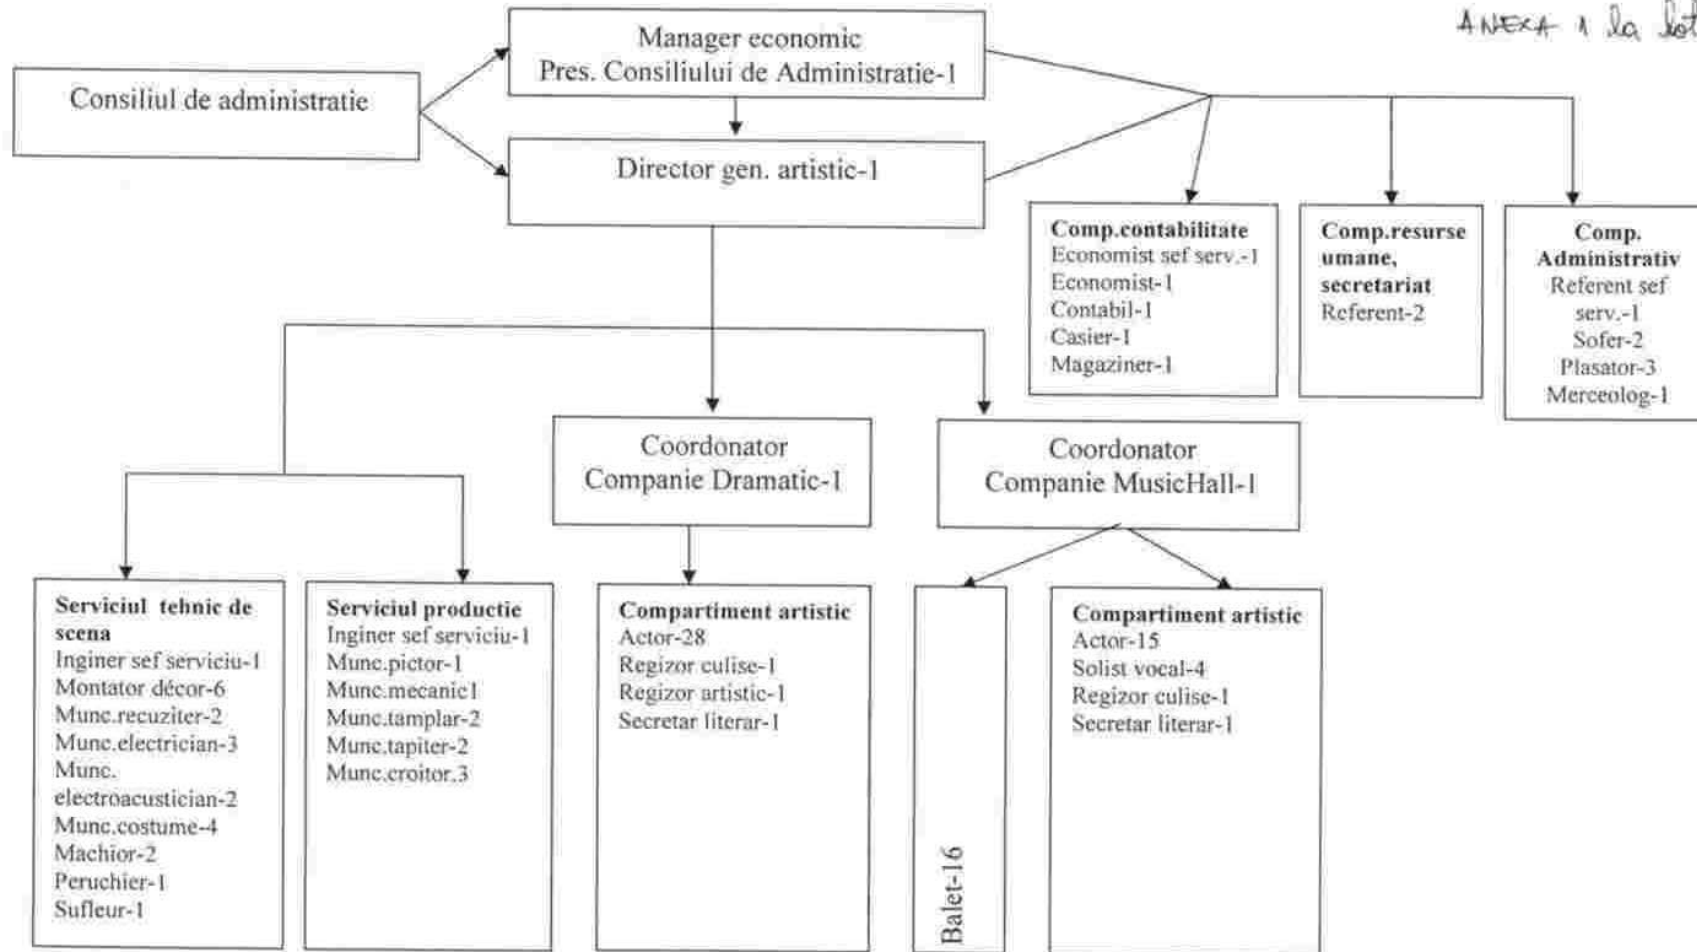 ANEXA 1 la
Manager economic
Pres. Consiliului de Administratie-1
Consiliul de administratie
Director gen. artistic-1
Comp.contabilitate
Economist sef serv.-1
Economist-1
Contabil-1
Casier-1
Magaziner-1
Comp.resurse
umane,
secretariat
Referent-2
Comp.
Administrativ
Referent sef
serv.-1
Sofer-2
Plasator-3
Merceolog-1
Coordonator
Companie Dramatic-1
Coordonator
Companie MusicHall-1
Serviciul tehnic de
scena
Inginer sef serviciu-1
Montator décor-6
Munc.recuziter-2
Munc.electrician-3
Munc.
electroacustician-2
Munc.costume-4
Machior-2
Peruchier-1
Sufleur-1
Serviciul productie
Inginer sef serviciu-1
Munc.pictor-1
Munc.mecanic1
Munc.tamplar-2
Munc.tapiter-2
Munc.croitor.3
Compartiment artistic
Actor-28
Regizor culise-1
Regizor artistic-1
Secretar literar-1
Balet-16
Compartiment artistic
Actor-15
Solist vocal-4
Regizor culise-1
Secretar literar-1